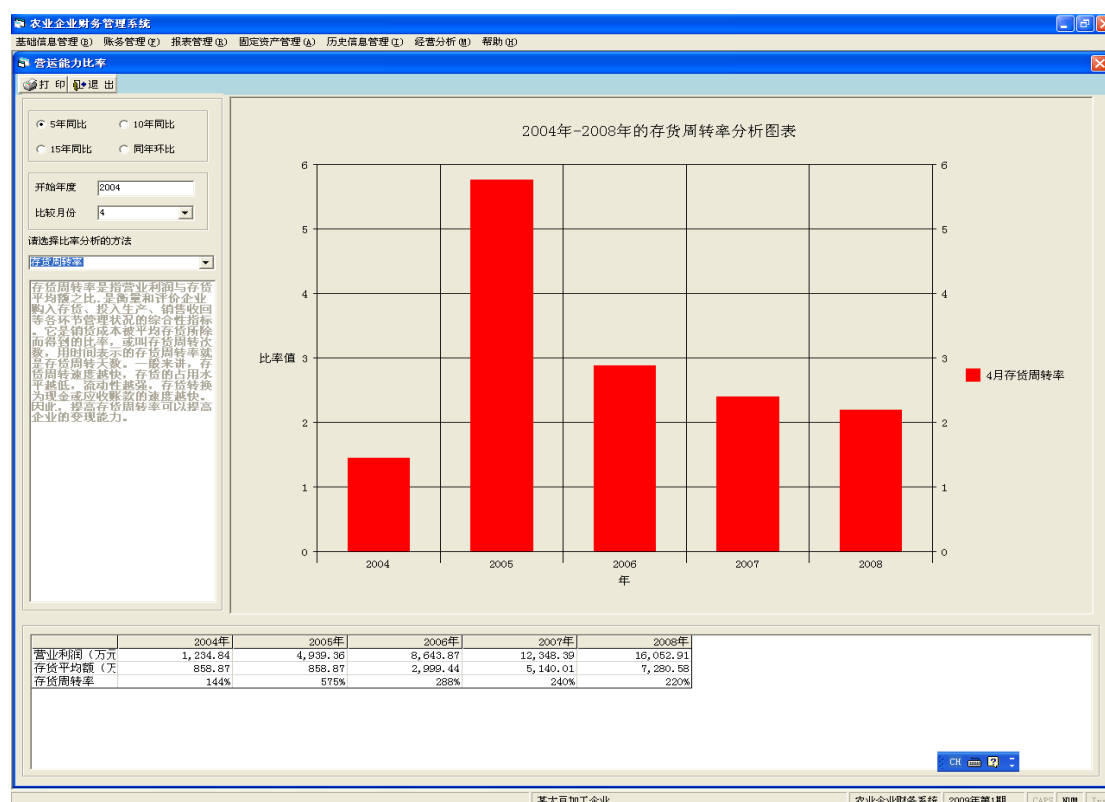 农业企业财务管理系统
基础信息管理(B) 账务管理(F) 报表管理(R) 固定资产管理(A) 历史信息管理(I) 经营分析(M) 帮助(H)
营运能力比率
打 印 退 出
5年同比 10年同比
15年同比 同年环比
开始年度 2004
比较月份 4
请选择比率分析的方法
存货周转率
存货周转率是指营业利润与存货
平均额之比.是衡量和评价企业
购入存货、投入生产、销售收回
等各环节管理状况的综合性指标
。它是销货成本被平均存货所除
而得到的比率，或叫存货周转次
数，用时间表示的存货周转率就
是存货周转天数。一般来讲，存
货周转速度越快，存货的占用水
平越低，流动性越强，存货转换
为现金或应收账款的速度越快。
因此，提高存货周转率可以提高
企业的变现能力。
2004年-2008年的存货周转率分析图表
6 6
5 5
4 4
比率值 3 3
4月存货周转率
2 2
1 1
0 0
2004 2005 2006 2007 2008
年
2004年 2005年 2006年 2007年 2008年
营业利润（万元 1,234.84 4,939.36 8,643.87 12,348.39 16,052.91
存货平均额（万 858.87 858.87 2,999.44 5,140.01 7,280.58
存货周转率 144% 575% 288% 240% 220%
CH
某大豆加工企业 农业企业财务系统 2009年第1期 CAPS NUM